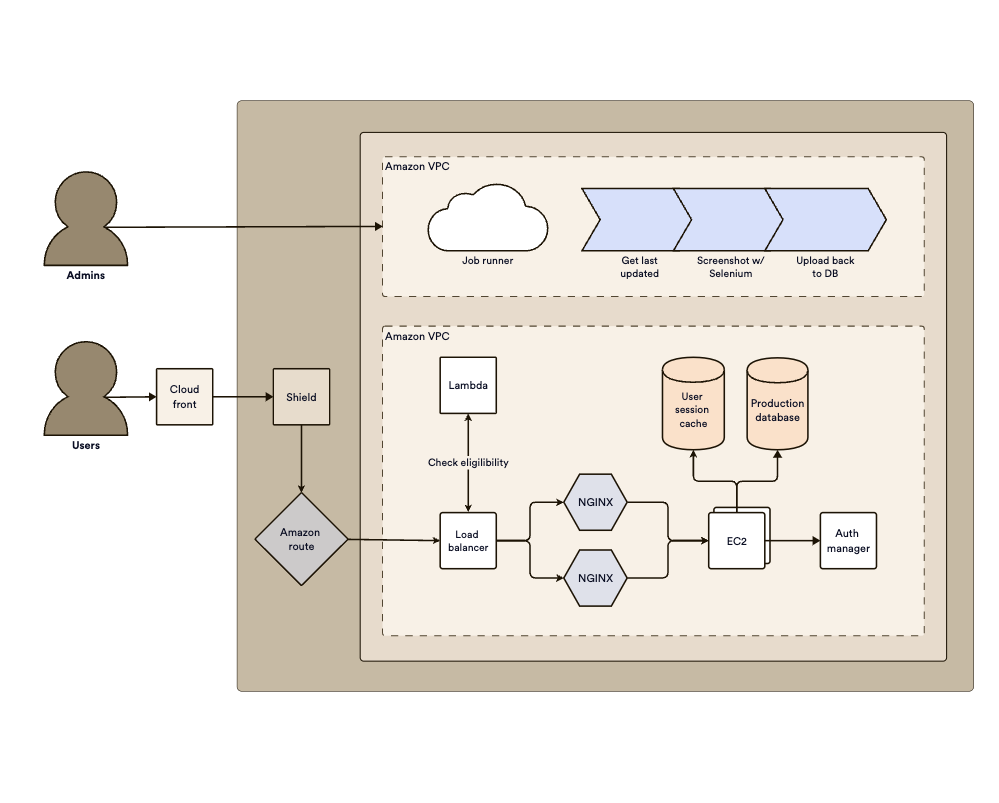 Amazon VPC
Job runner
Get last
updated
Screenshot w/
Selenium
Upload back
to DB
Admins
Amazon VPC
Users
Cloud
front
Shield
Lambda
User
session
cache
Production
database
Check eligilibility
NGINX
Amazon
route
Load
balancer
EC2
Auth
manager
NGINX